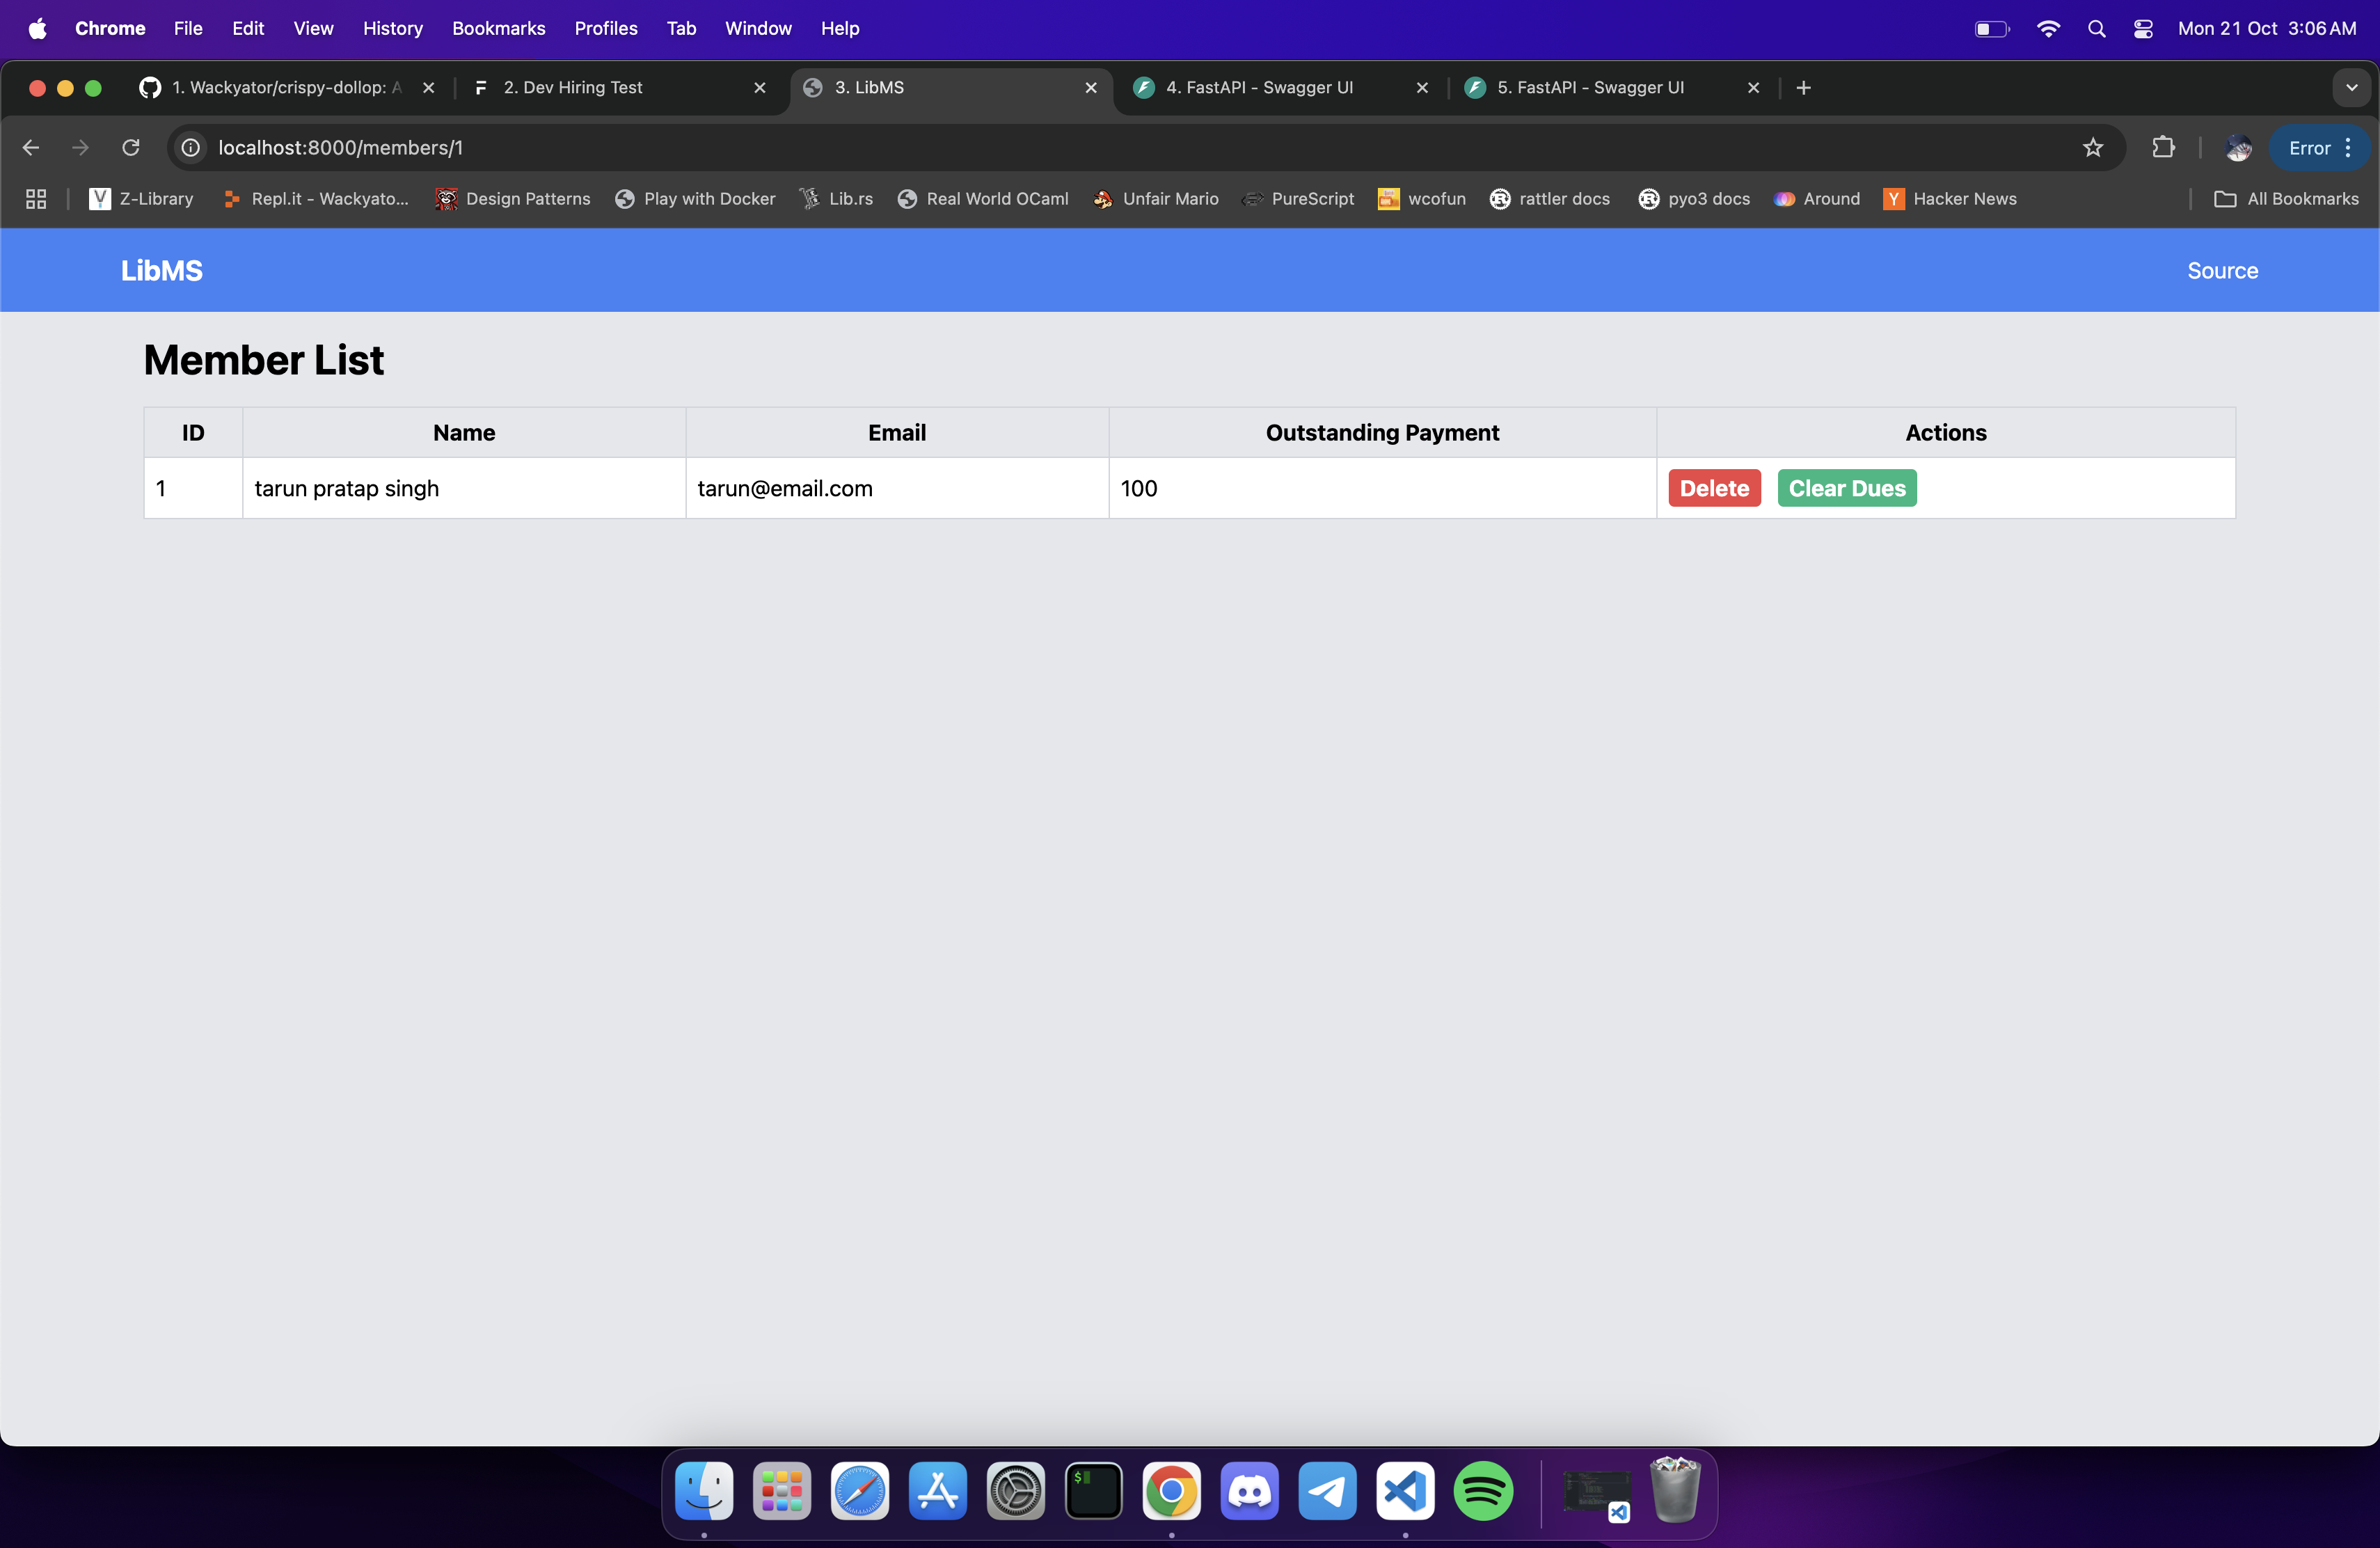 Chrome File Edit View History Bookmarks Profiles Tab Window Help Mon 21 Oct 3:06 AM
1. Wackyator/crispy-dollop: A 2. Dev Hiring Test 3. LibMS 4. FastAPI - Swagger UI 5. FastAPI - Swagger UI
localhost:8000/members/1 Error
Z-Library Repl.it - Wackyato... Design Patterns Play with Docker Lib.rs Real World OCaml Unfair Mario PureScript wcofun rattler docs pyo3 docs Around Hacker News All Bookmarks
LibMS Source
Member List
ID Name Email Outstanding Payment Actions
1 tarun pratap singh tarun@email.com 100 Delete Clear Dues